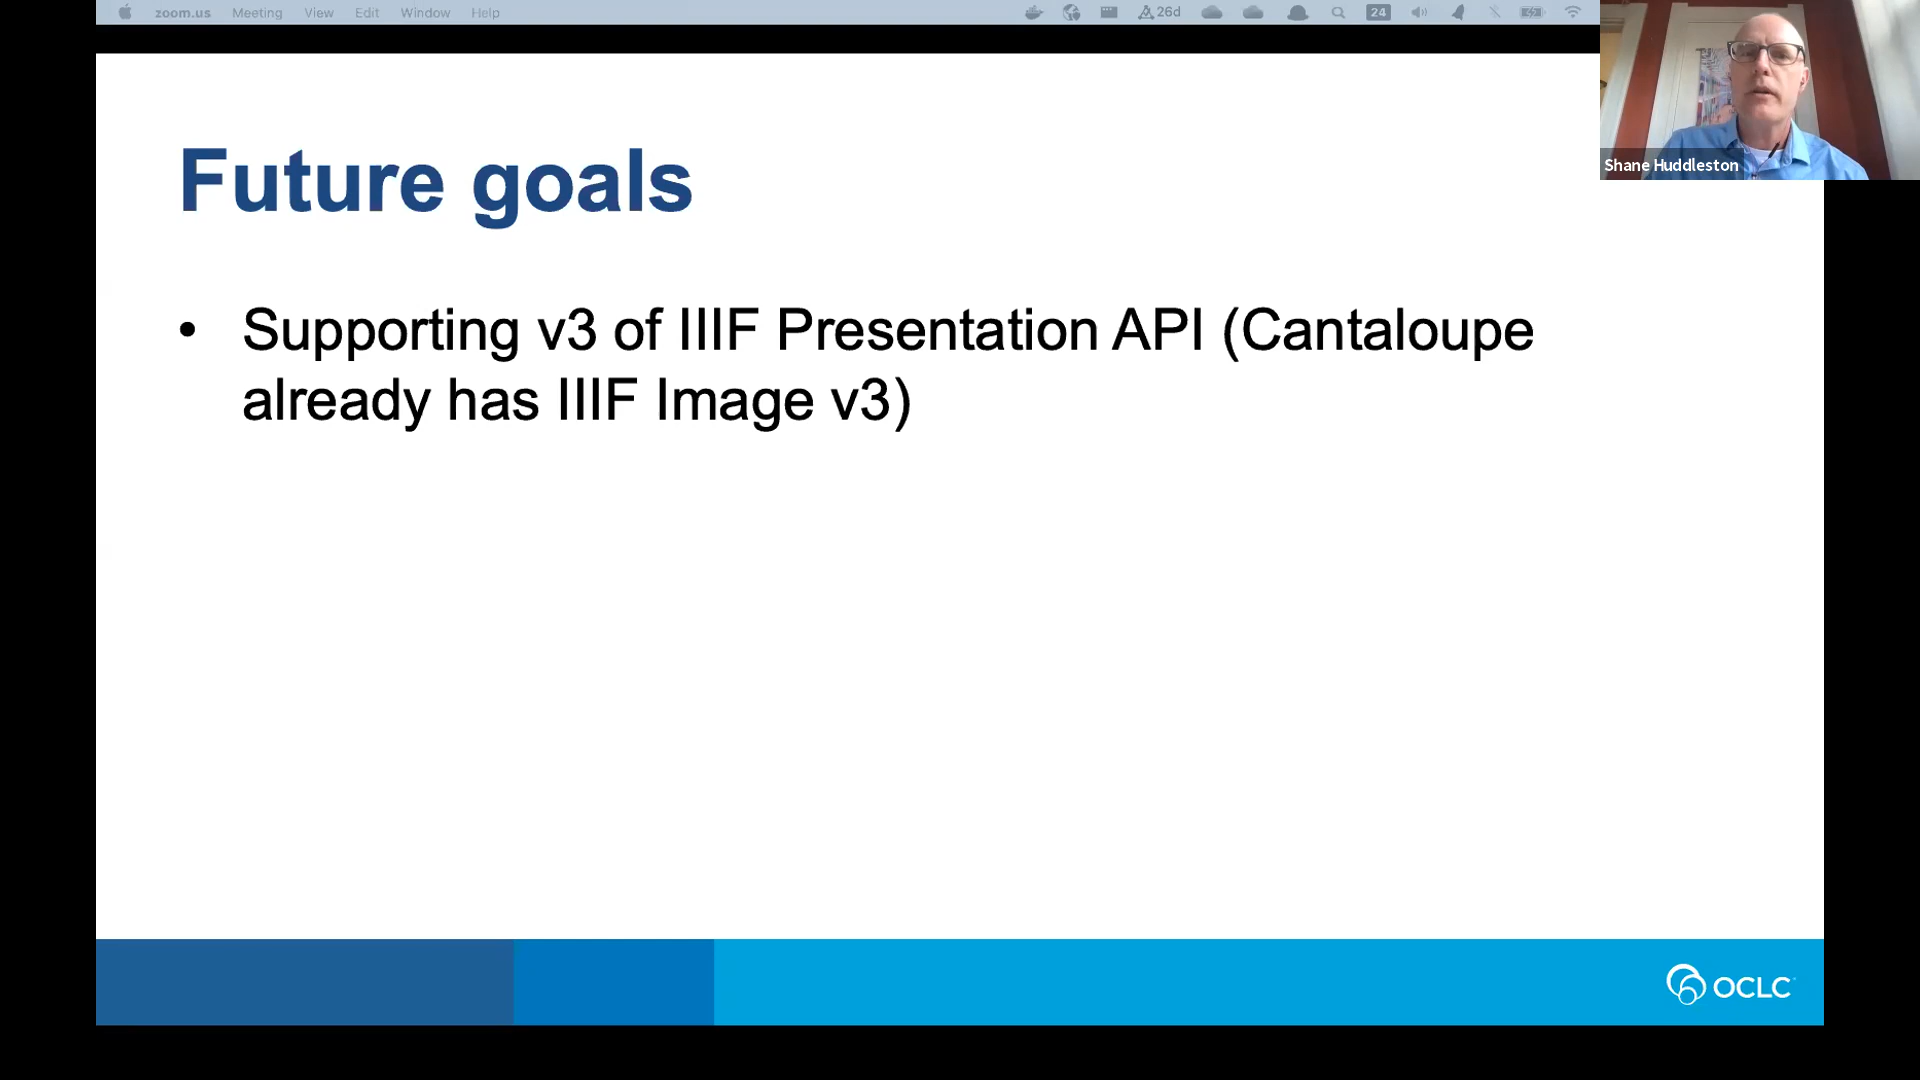 zoom.us Meeting View Edit Window Help 26d 24
Shane Huddleston
Future goals
• Supporting v3 of IIIF Presentation API (Cantaloupe
already has IIIF Image v3)
OCLC